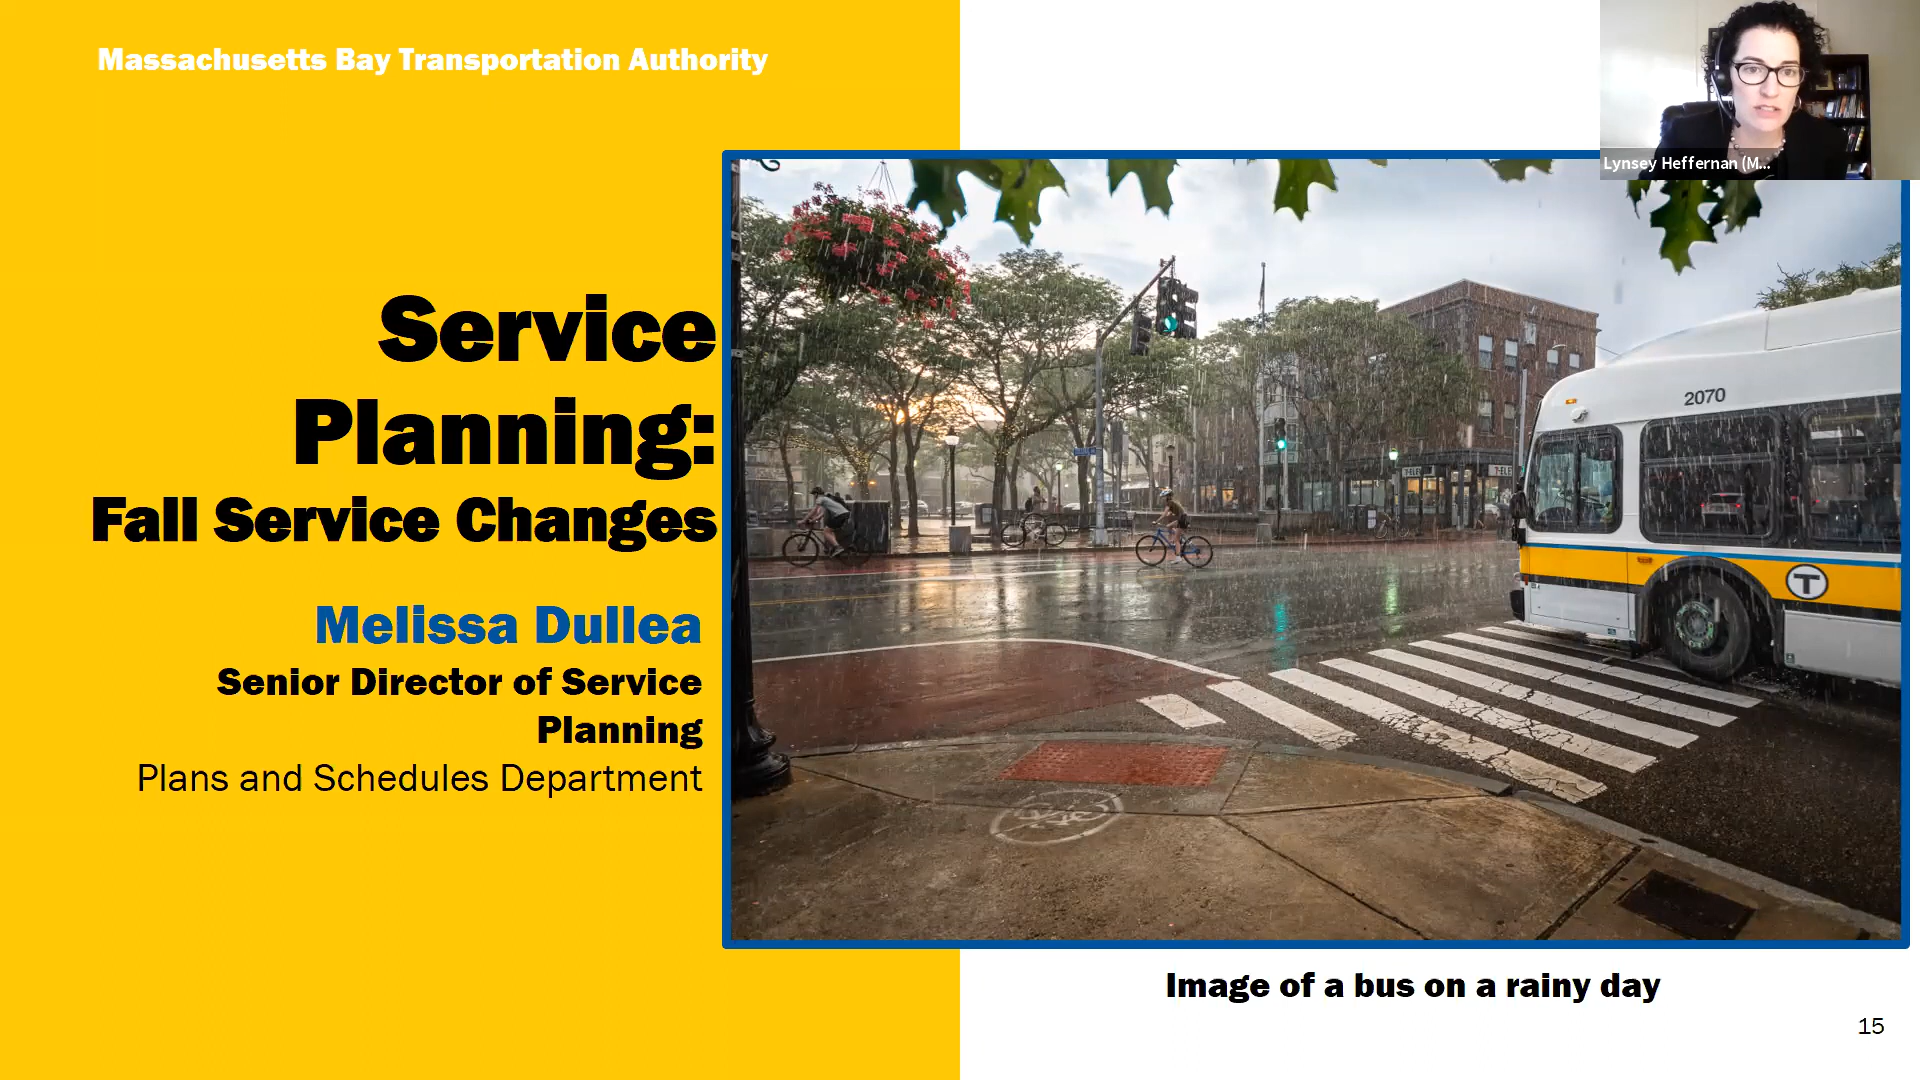 Massachusetts Bay Transportation Authority
Lynsey Heffernan (M...
Service
Planning:
Fall Service Changes
Melissa Dullea
Senior Director of Service
Planning
Plans and Schedules Department
2070
T
Image of a bus on a rainy day
15